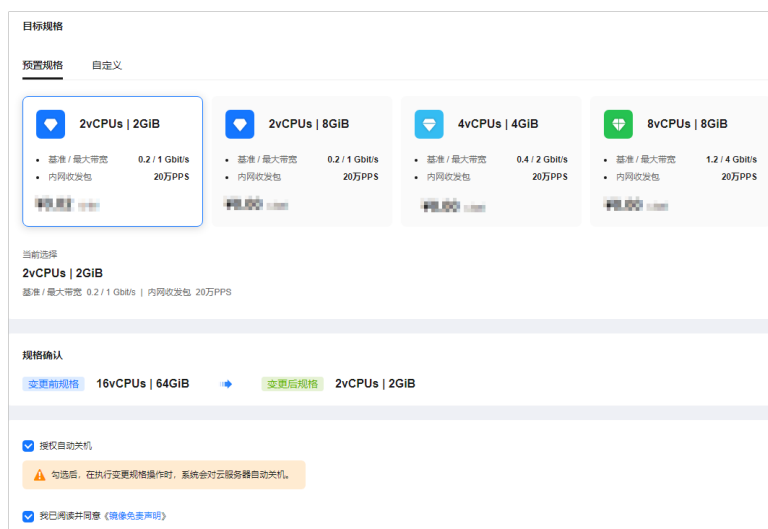 目标规格
预置规格 自定义
2vCPUs | 2GiB
• 基准 / 最大带宽 0.2 / 1 Gbit/s
• 内网收发包 20万PPS
2vCPUs | 8GiB
• 基准 / 最大带宽 0.2 / 1 Gbit/s
• 内网收发包 20万PPS
4vCPUs | 4GiB
• 基准 / 最大带宽 0.4 / 2 Gbit/s
• 内网收发包 20万PPS
8vCPUs | 8GiB
• 基准 / 最大带宽 1.2 / 4 Gbit/s
• 内网收发包 20万PPS
当前选择
2vCPUs | 2GiB
基准 / 最大带宽 0.2 / 1 Gbit/s | 内网收发包 20万PPS
规格确认
变更前规格 16vCPUs | 64GiB 变更后规格 2vCPUs | 2GiB
授权自动关机
勾选后，在执行变更规格操作时，系统会对云服务器自动关机。
我已阅读并同意《镜像免责声明》